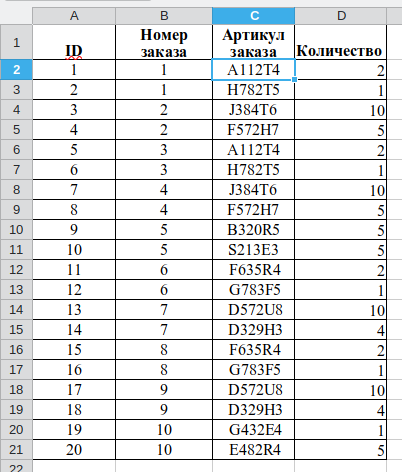 A B C D
1 ID Номер заказа Артикул заказа Количество
2 1 1 A112T4 2
3 2 1 H782T5 1
4 3 2 J384T6 10
5 4 2 F572H7 5
6 5 3 A112T4 2
7 6 3 H782T5 1
8 7 4 J384T6 10
9 8 4 F572H7 5
10 9 5 B320R5 5
11 10 5 S213E3 5
12 11 6 F635R4 2
13 12 6 G783F5 1
14 13 7 D572U8 10
15 14 7 D329H3 4
16 15 8 F635R4 2
17 16 8 G783F5 1
18 17 9 D572U8 10
19 18 9 D329H3 4
20 19 10 G432E4 1
21 20 10 E482R4 5
22